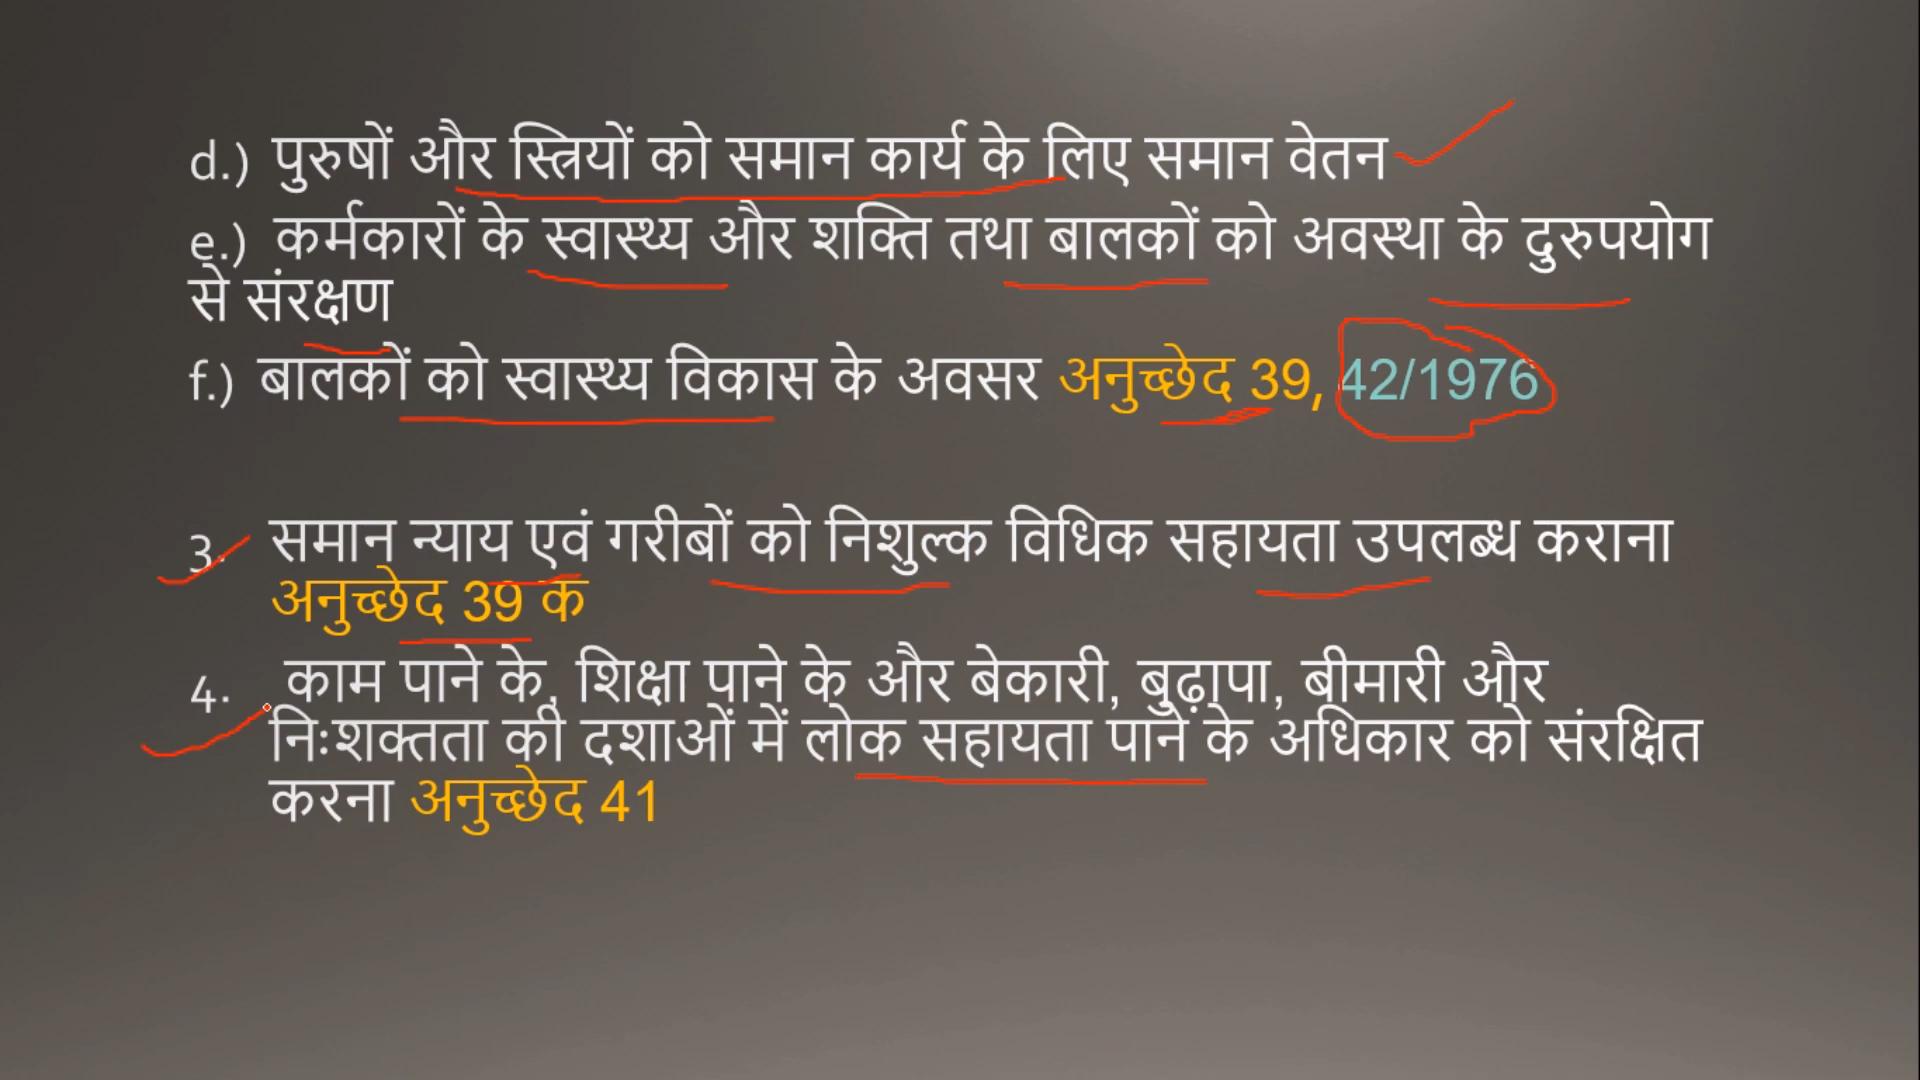 d.) पुरुषों और स्त्रियों को समान कार्य के लिए समान वेतन
e.) कर्मकारों के स्वास्थ्य और शक्ति तथा बालकों को अवस्था के दुरुपयोग
से संरक्षण
f.) बालकों को स्वास्थ्य विकास के अवसर अनुच्छेद 39, 42/1976
3. समान न्याय एवं गरीबों को निशुल्क विधिक सहायता उपलब्ध कराना
अनुच्छेद 39 क
4. काम पाने के, शिक्षा पाने के और बेकारी, बुढ़ापा, बीमारी और
निःशक्तता की दशाओं में लोक सहायता पाने के अधिकार को संरक्षित
करना अनुच्छेद 41